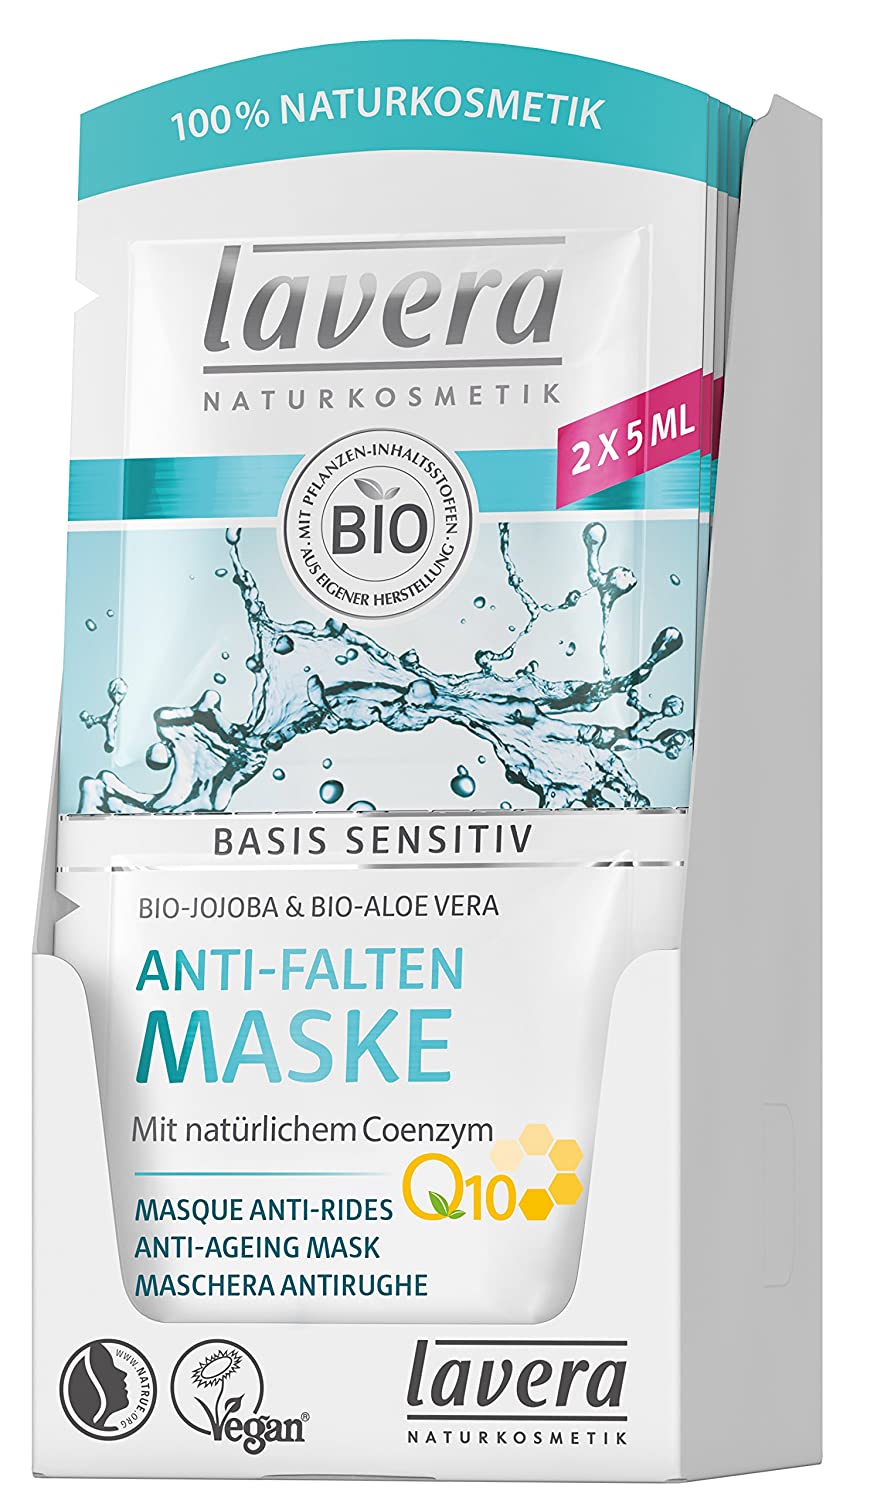 100% NATURKOSMETIK
lavera
NATURKOSMETIK
2 X 5 ML
· MIT PFLANZEN-INHALTSSTOFFEN ·
AUS EIGENER HERSTELLUNG
BIO
BASIS SENSITIV
BIO-JOJOBA & BIO-ALOE VERA
ANTI-FALTEN
MASKE
Mit natürlichem Coenzym
Q10
MASQUE ANTI-RIDES
ANTI-AGEING MASK
MASCHERA ANTIRUGHE
WWW.NATRUE.ORG
Vegan®
lavera
NATURKOSMETIK